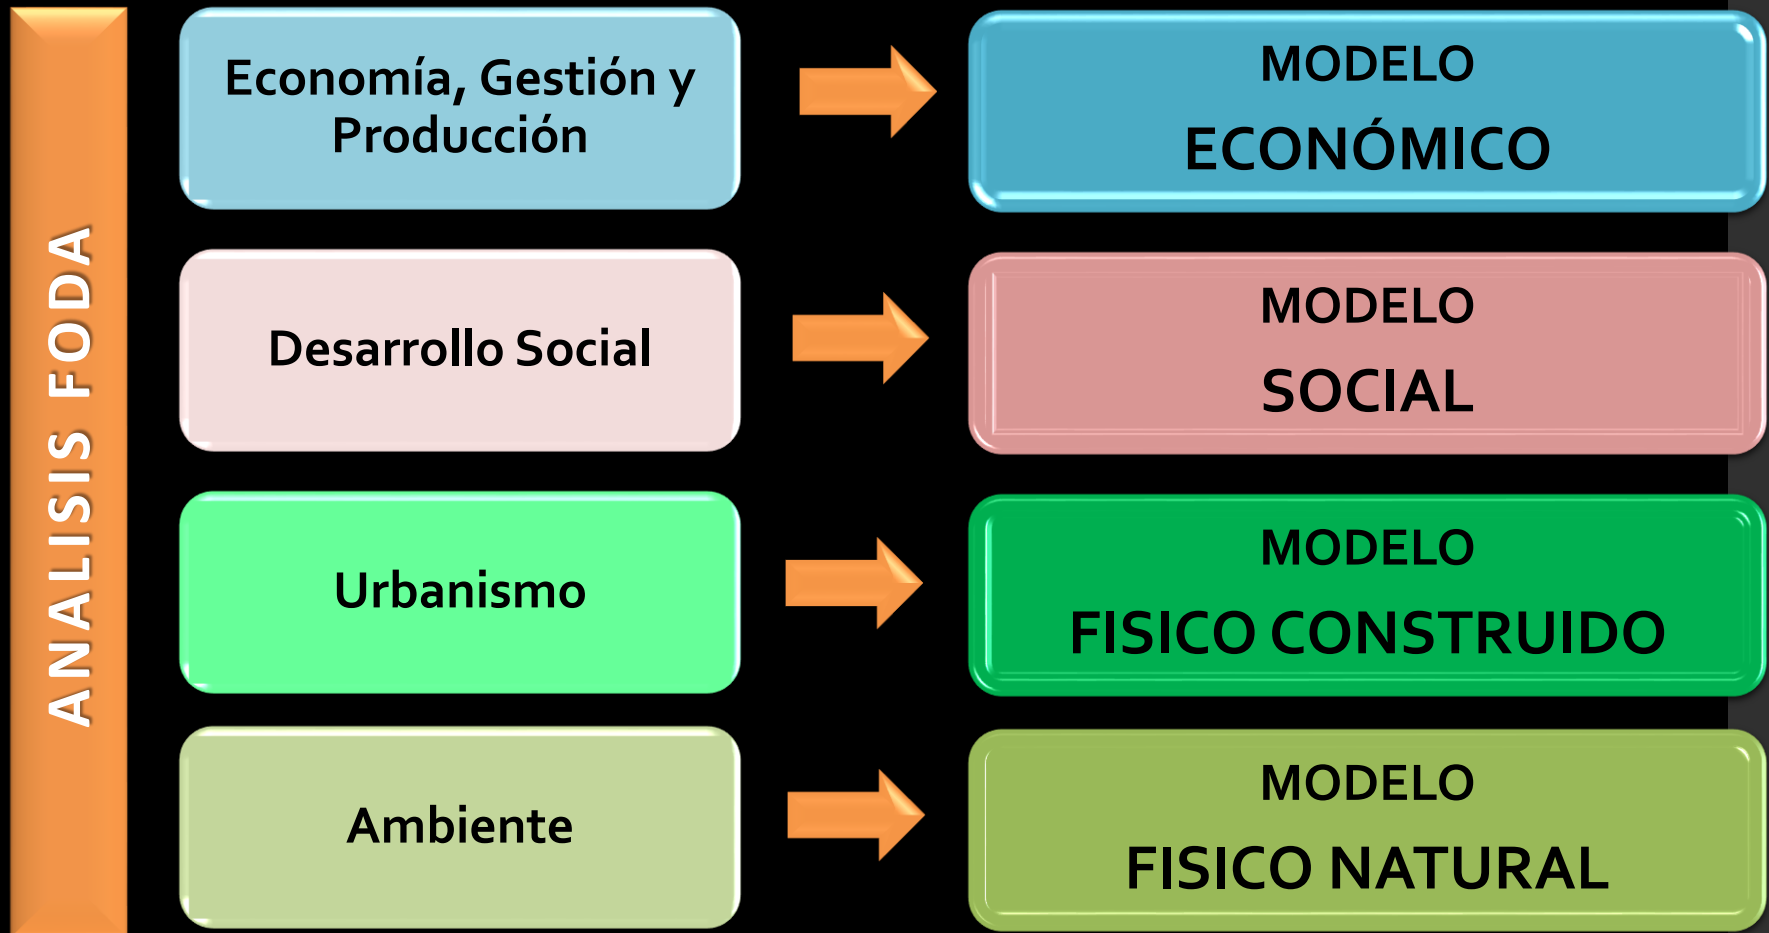 ANALISIS FODA
Economía, Gestión y
Producción
MODELO
ECONÓMICO
Desarrollo Social
MODELO
SOCIAL
Urbanismo
MODELO
FISICO CONSTRUIDO
Ambiente
MODELO
FISICO NATURAL